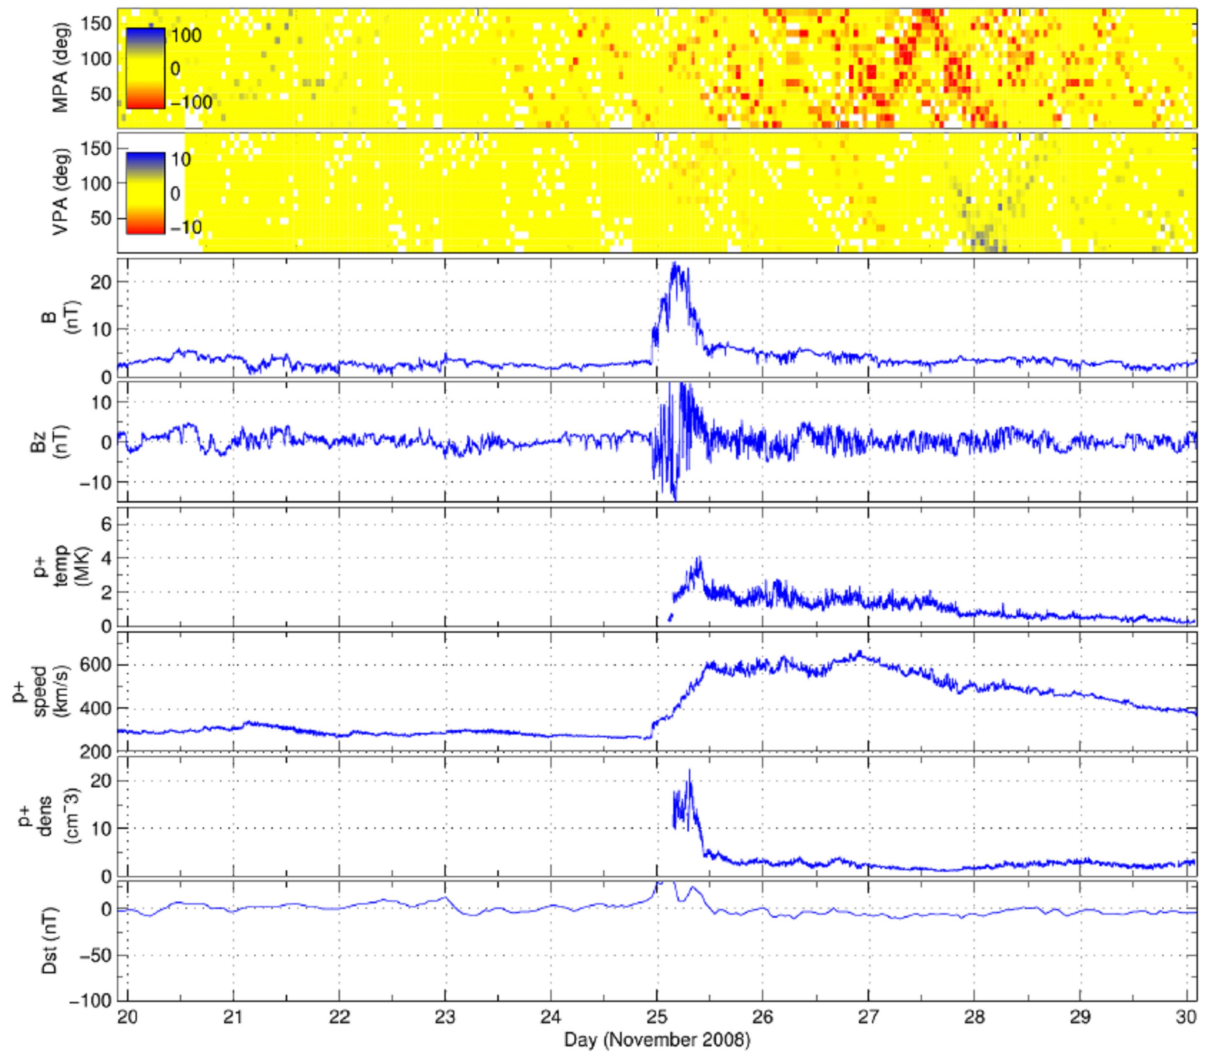 150
100
50
MPA (deg)
100
0
−100
150
100
50
VPA (deg)
10
0
−10
20
10
0
B
(nT)
10
0
−10
Bz
(nT)
6
4
2
0
p+
temp
(MK)
600
400
200
p+
speed
(km/s)
20
10
0
p+
dens
(cm−3)
0
−50
−100
Dst (nT)
20 21 22 23 24 25 26 27 28 29 30
Day (November 2008)